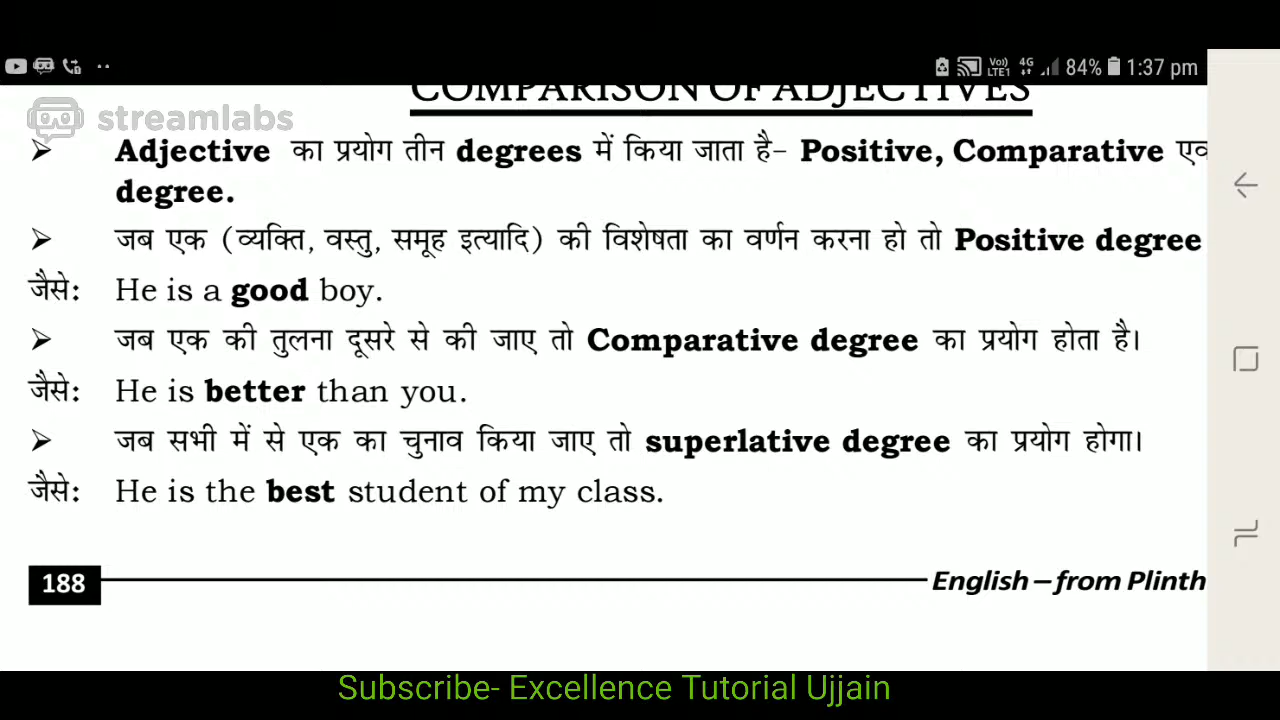 84% 1:37 pm
streamlabs
COMPARISON OF ADJECTIVES
➢ Adjective का प्रयोग तीन degrees में किया जाता है- Positive, Comparative
degree.
➢ जब एक (व्यक्ति, वस्तु, समूह इत्यादि) की विशेषता का वर्णन करना हो तो Positive degree
जैसे: He is a good boy.
➢ जब एक की तुलना दूसरे से की जाए तो Comparative degree का प्रयोग होता है।
जैसे: He is better than you.
➢ जब सभी में से एक का चुनाव किया जाए तो superlative degree का प्रयोग होगा।
जैसे: He is the best student of my class.
188 English – from Plinth
Subscribe- Excellence Tutorial Ujjain